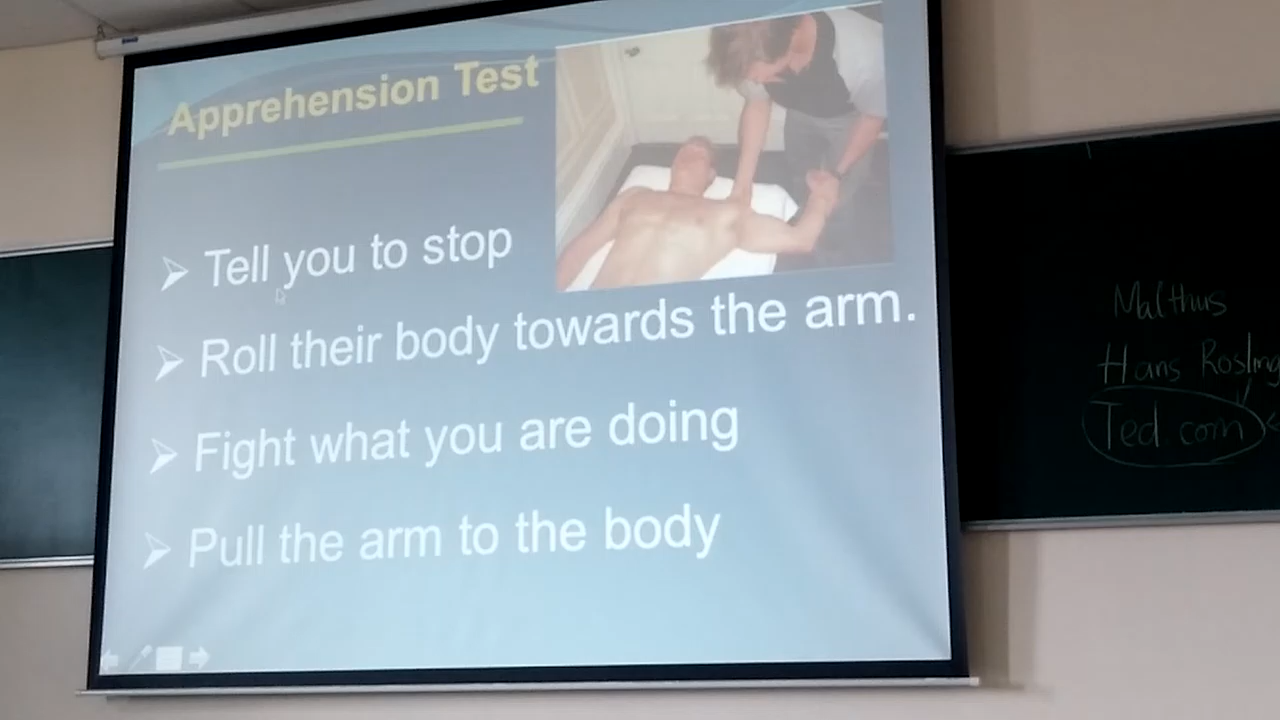 Apprehension Test
Tell you to stop
Roll their body towards the arm.
Fight what you are doing
Pull the arm to the body
Malthus
Hans Rosling
Ted.com